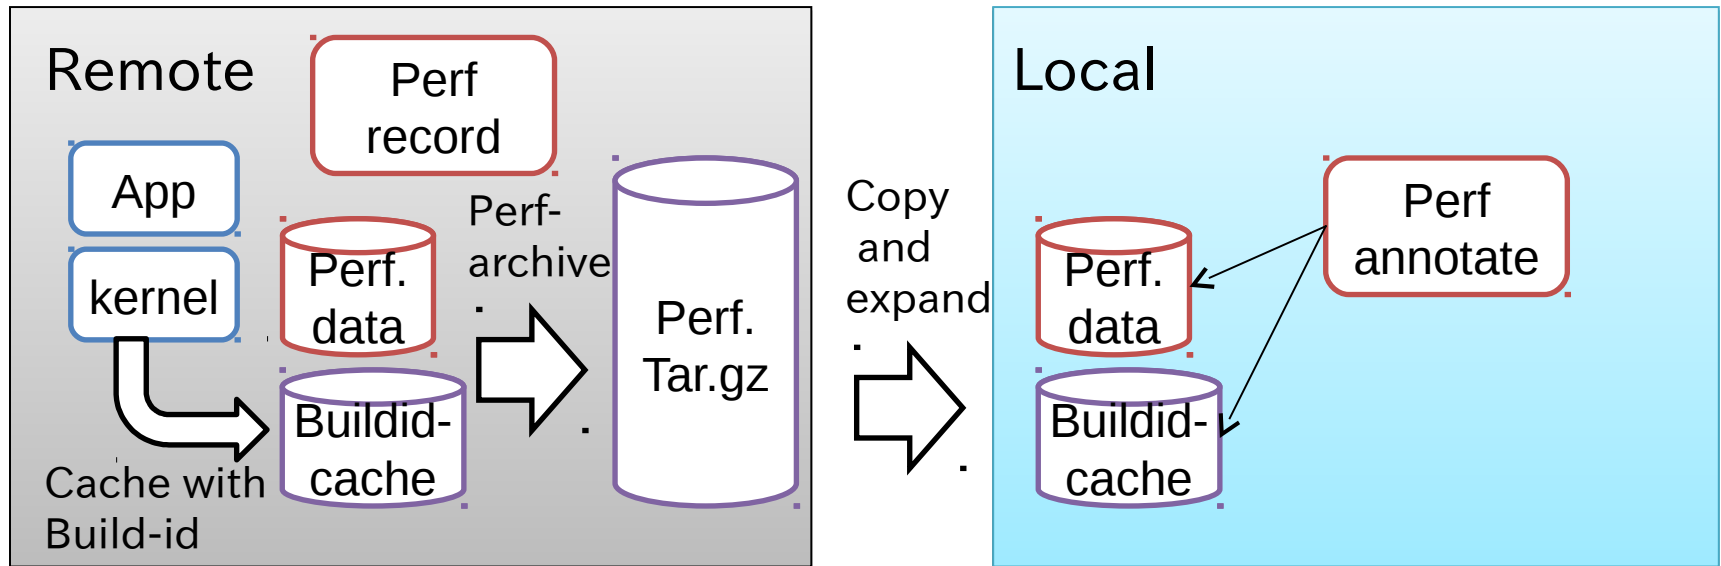 Remote
Perf
record
App
kernel
Perf-
archive
Perf.
data
Buildid-
cache
Cache with
Build-id
Perf.
Tar.gz
Copy
and
expand
Local
Perf
annotate
Perf.
data
Buildid-
cache